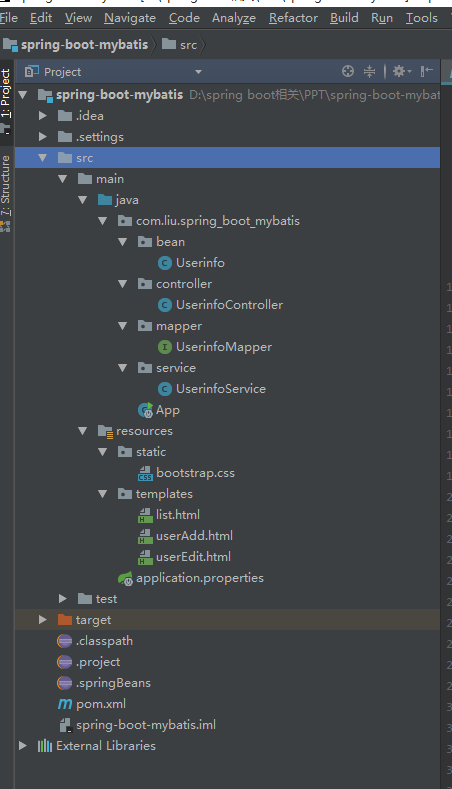 File Edit View Navigate Code Analyze Refactor Build Run Tools
spring-boot-mybatis src
1: Project
7: Structure
Project
spring-boot-mybatis D:\spring boot相关\PPT\spring-boot-mybat
.idea
.settings
src
main
java
com.liu.spring_boot_mybatis
bean
Userinfo
controller
UserinfoController
mapper
UserinfoMapper
service
UserinfoService
App
resources
static
bootstrap.css
templates
list.html
userAdd.html
userEdit.html
application.properties
test
target
.classpath
.project
.springBeans
pom.xml
spring-boot-mybatis.iml
External Libraries